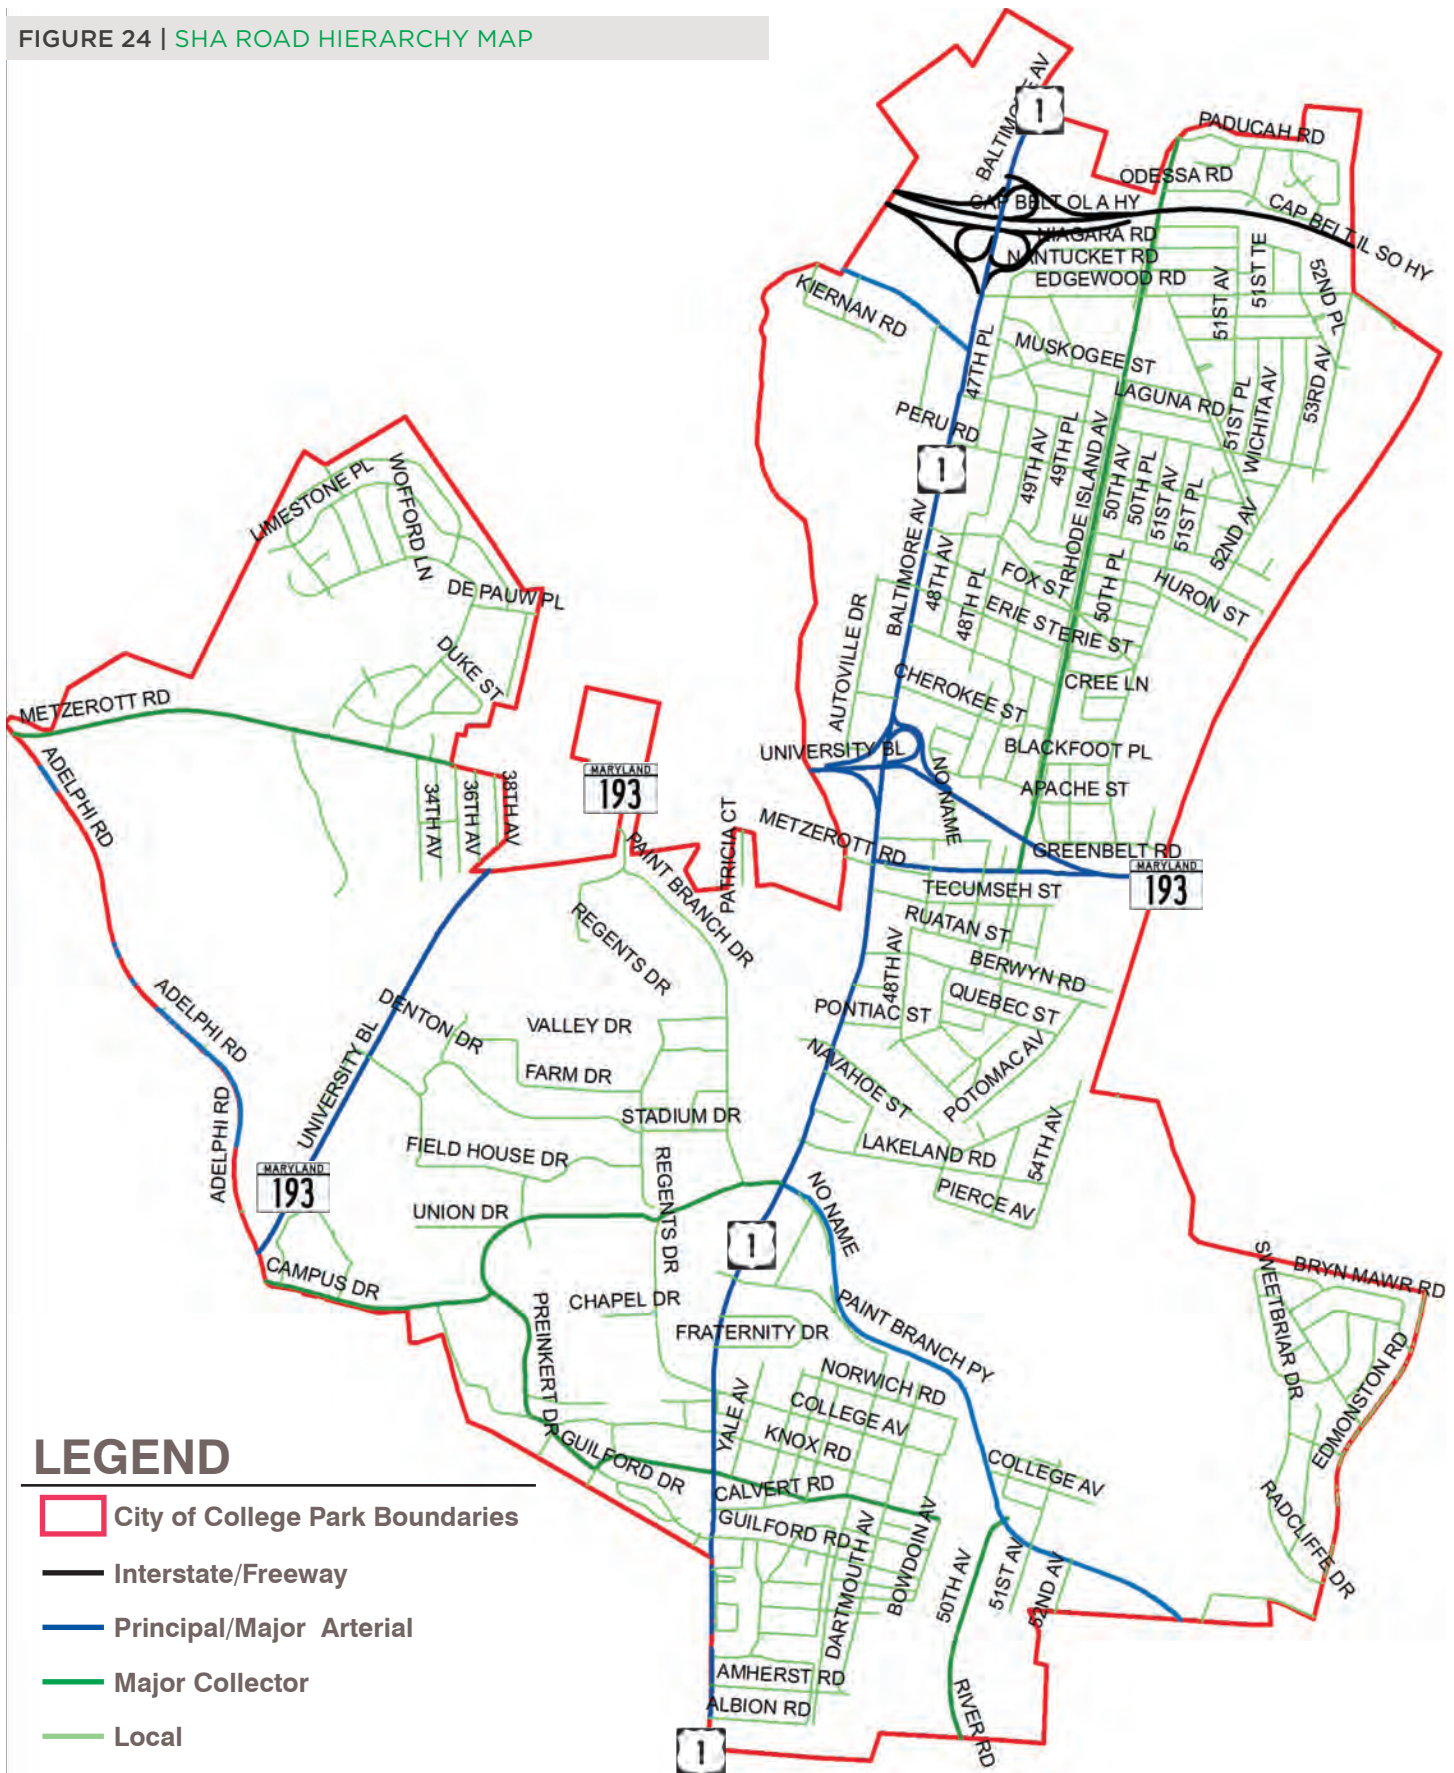 FIGURE 24 | SHA ROAD HIERARCHY MAP
BALTIMORE AV
1
PADUCAH RD
ODESSA RD
CAP BELT OL A HY
CAP BELT IL SO HY
NIAGARA RD
NANTUCKET RD
EDGEWOOD RD
KIERNAN RD
51ST AV
51ST TE
52ND PL
47TH PL
MUSKOGEE ST
LAGUNA RD
51ST PL
WICHITA AV
53RD AV
PERU RD
1
49TH AV
49TH PL
RHODE ISLAND AV
50TH AV
50TH PL
51ST AV
51ST PL
52ND AV
LIMESTONE PL
WOFFORD LN
DE PAUW PL
DUKE ST
BALTIMORE AV
48TH AV
48TH PL
FOX ST
50TH PL
HURON ST
ERIE ST
ERIE ST
AUTOVILLE DR
CHEROKEE ST
CREE LN
METZEROTT RD
ADELPHI RD
UNIVERSITY BL
BLACKFOOT PL
NO NAME
APACHE ST
34TH AV
36TH AV
38TH AV
MARYLAND
193
PATRICIA CT
METZEROTT RD
GREENBELT RD
MARYLAND
193
PAINT BRANCH DR
TECUMSEH ST
REGENTS DR
RUATAN ST
48TH AV
BERWYN RD
ADELPHI RD
QUEBEC ST
DENTON DR
VALLEY DR
PONTIAC ST
UNIVERSITY BL
FARM DR
NAVAHOE ST
POTOMAC AV
ADELPHI RD
STADIUM DR
54TH AV
FIELD HOUSE DR
LAKELAND RD
MARYLAND
193
REGENTS DR
NO NAME
PIERCE AV
UNION DR
1
CAMPUS DR
SWEETBRIAR DR
BRYN MAWR RD
PREINKERT DR
CHAPEL DR
FRATERNITY DR
PAINT BRANCH PY
EDMONSTON RD
NORWICH RD
YALE AV
COLLEGE AV
KNOX RD
GUILFORD DR
CALVERT RD
COLLEGE AV
GUILFORD RD
DARTMOUTH AV
BOWDOIN AV
50TH AV
51ST AV
52ND AV
RADCLIFFE DR
AMHERST RD
ALBION RD
RIVER RD
1
LEGEND
City of College Park Boundaries
Interstate/Freeway
Principal/Major Arterial
Major Collector
Local